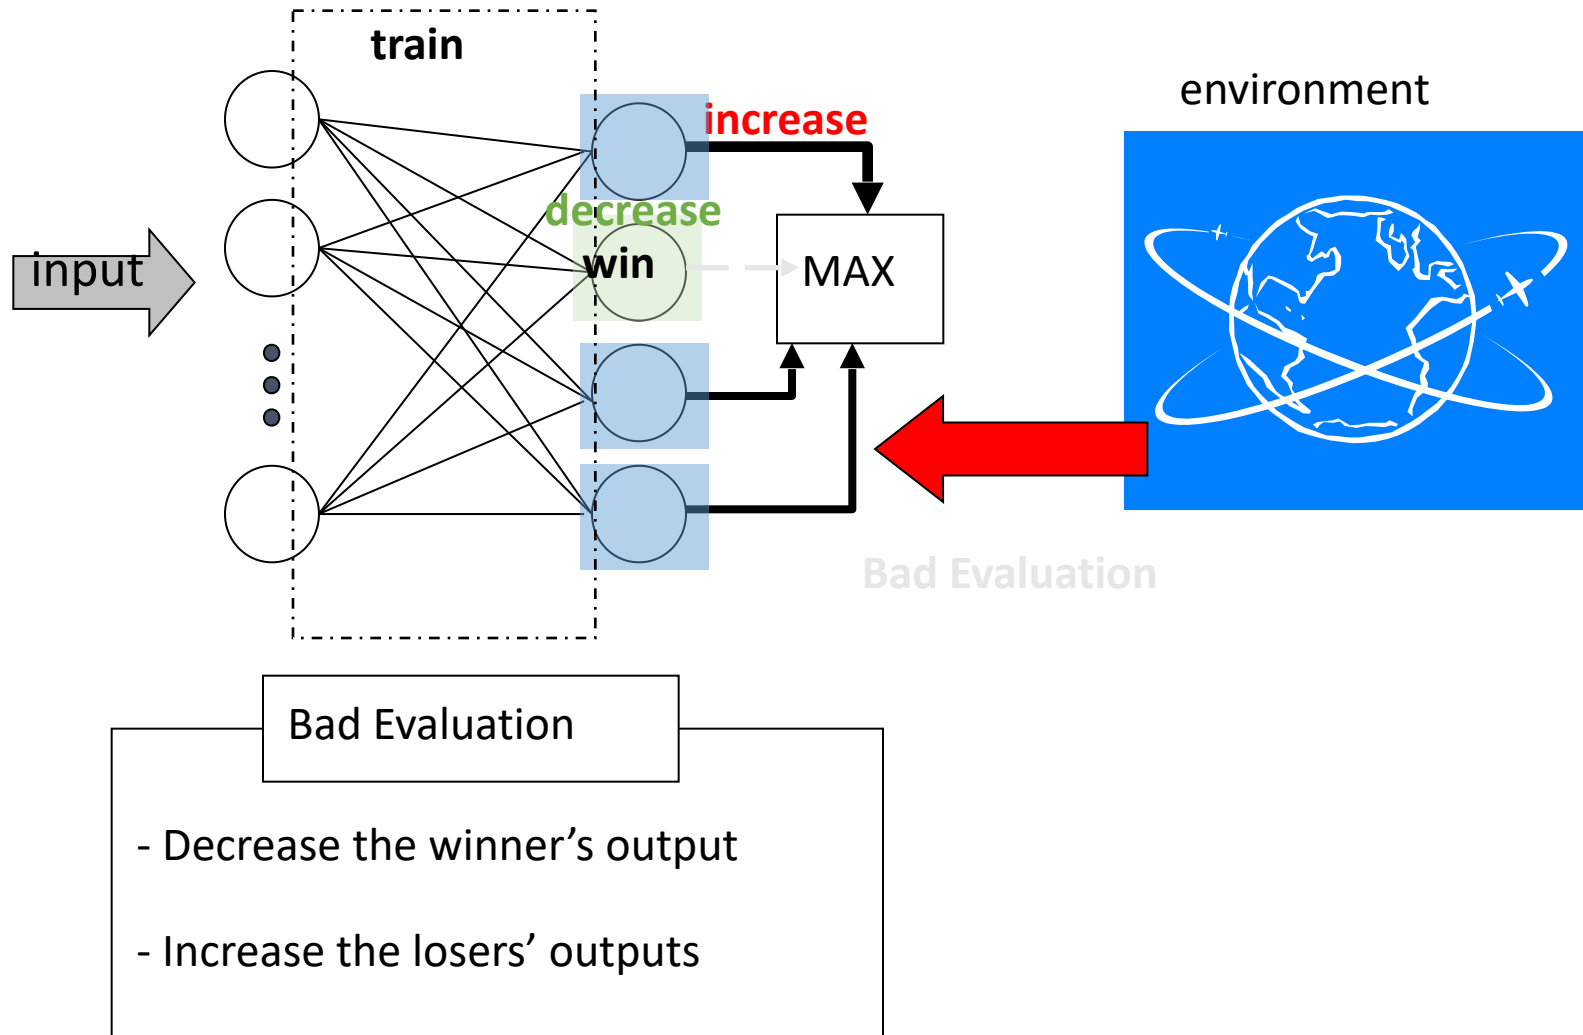 train
environment
increase
decrease
input
win
MAX
Bad Evaluation
Bad Evaluation
- Decrease the winner’s output
- Increase the losers’ outputs